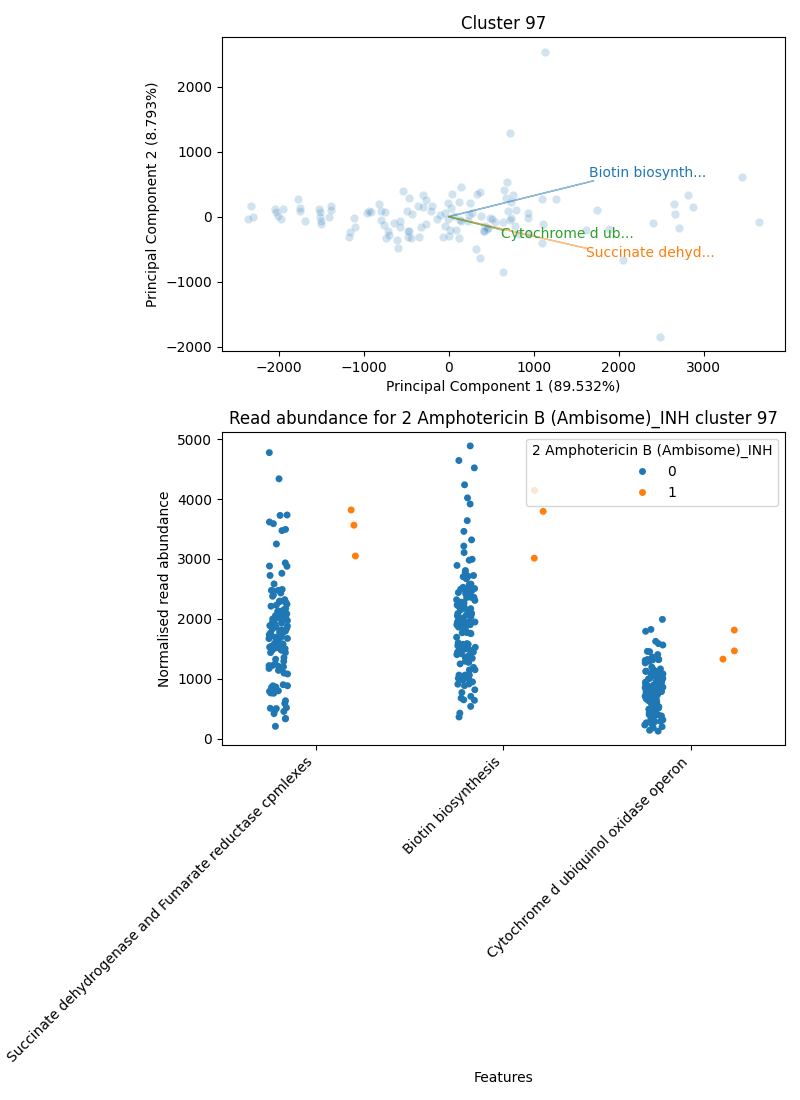 Cluster 97
Principal Component 2 (8.793%)
2000
1000
0
−1000
−2000
Biotin biosynth...
Cytochrome d ub...
Succinate dehyd...
−2000 −1000 0 1000 2000 3000
Principal Component 1 (89.532%)
Read abundance for 2 Amphotericin B (Ambisome)_INH cluster 97
Normalised read abundance
5000
4000
3000
2000
1000
0
2 Amphotericin B (Ambisome)_INH
0
1
Succinate dehydrogenase and Fumarate reductase cpmlexes
Biotin biosynthesis
Cytochrome d ubiquinol oxidase operon
Features